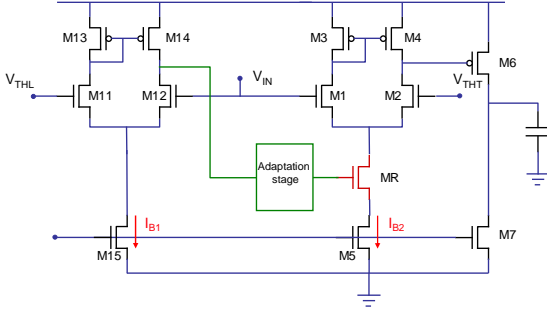 M13
M14
M3
M4
M6
V_THL
M11
M12
V_IN
M1
M2
V_THT
Adaptation
stage
MR
I_B1
I_B2
M15
M5
M7